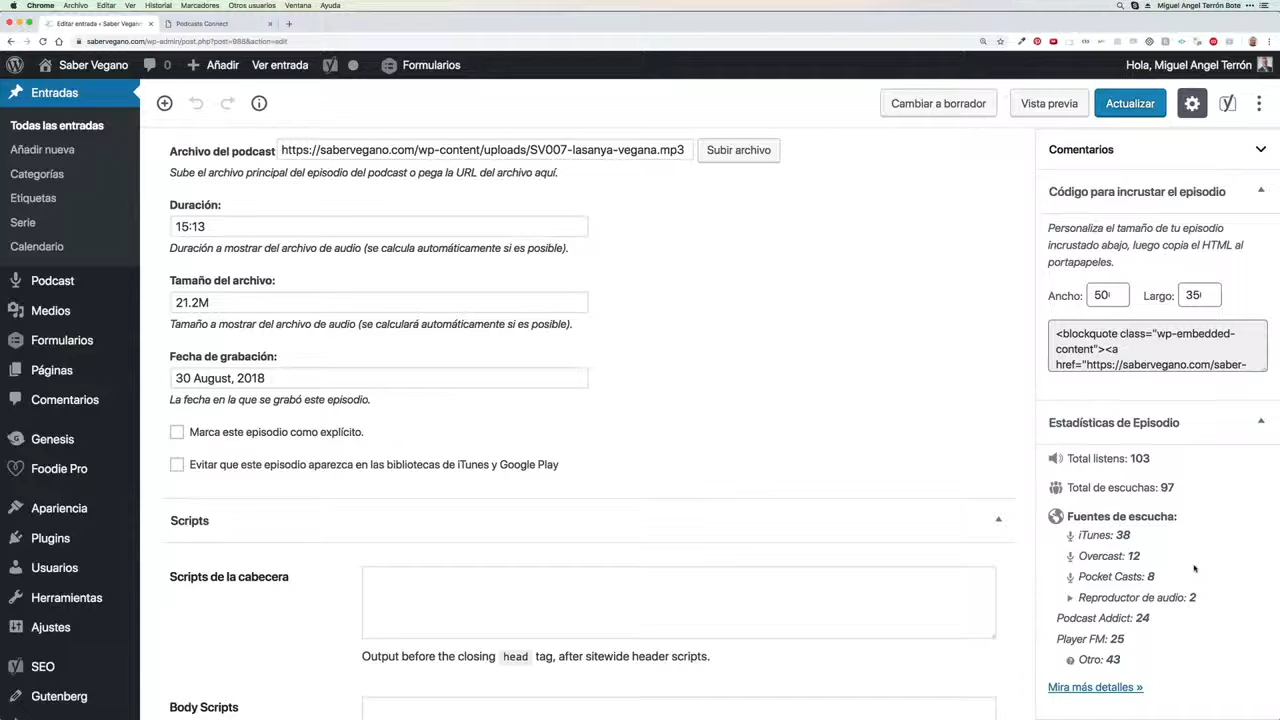 Chrome Archivo Editar Ver Historial Marcadores Otros usuarios Ventana Ayuda
Miguel Angel Terrón Bote
Editar entrada ‹ Saber Vegano
Podcasts Connect
sabervegano.com/wp-admin/post.php?post=988&action=edit
Saber Vegano 0 Añadir Ver entrada Formularios
Hola, Miguel Angel Terrón
Entradas
Todas las entradas
Añadir nueva
Categorías
Etiquetas
Serie
Calendario
Podcast
Medios
Formularios
Páginas
Comentarios
Genesis
Foodie Pro
Apariencia
Plugins
Usuarios
Herramientas
Ajustes
SEO
Gutenberg
Cambiar a borrador
Vista previa
Actualizar
Archivo del podcast https://sabervegano.com/wp-content/uploads/SV007-lasanya-vegana.mp3 Subir archivo
Sube el archivo principal del episodio del podcast o pega la URL del archivo aquí.
Duración:
15:13
Duración a mostrar del archivo de audio (se calcula automáticamente si es posible).
Tamaño del archivo:
21.2M
Tamaño a mostrar del archivo de audio (se calculará automáticamente si es posible).
Fecha de grabación:
30 August, 2018
La fecha en la que se grabó este episodio.
Marca este episodio como explícito.
Evitar que este episodio aparezca en las bibliotecas de iTunes y Google Play
Scripts
Scripts de la cabecera
Output before the closing head tag, after sitewide header scripts.
Body Scripts
Comentarios
Código para incrustar el episodio
Personaliza el tamaño de tu episodio
incrustado abajo, luego copia el HTML al
portapapeles.
Ancho: 50 Largo: 35
<blockquote class="wp-embedded-
content"><a
href="https://sabervegano.com/saber-
Estadísticas de Episodio
Total listens: 103
Total de escuchas: 97
Fuentes de escucha:
iTunes: 38
Overcast: 12
Pocket Casts: 8
Reproductor de audio: 2
Podcast Addict: 24
Player FM: 25
Otro: 43
Mira más detalles »